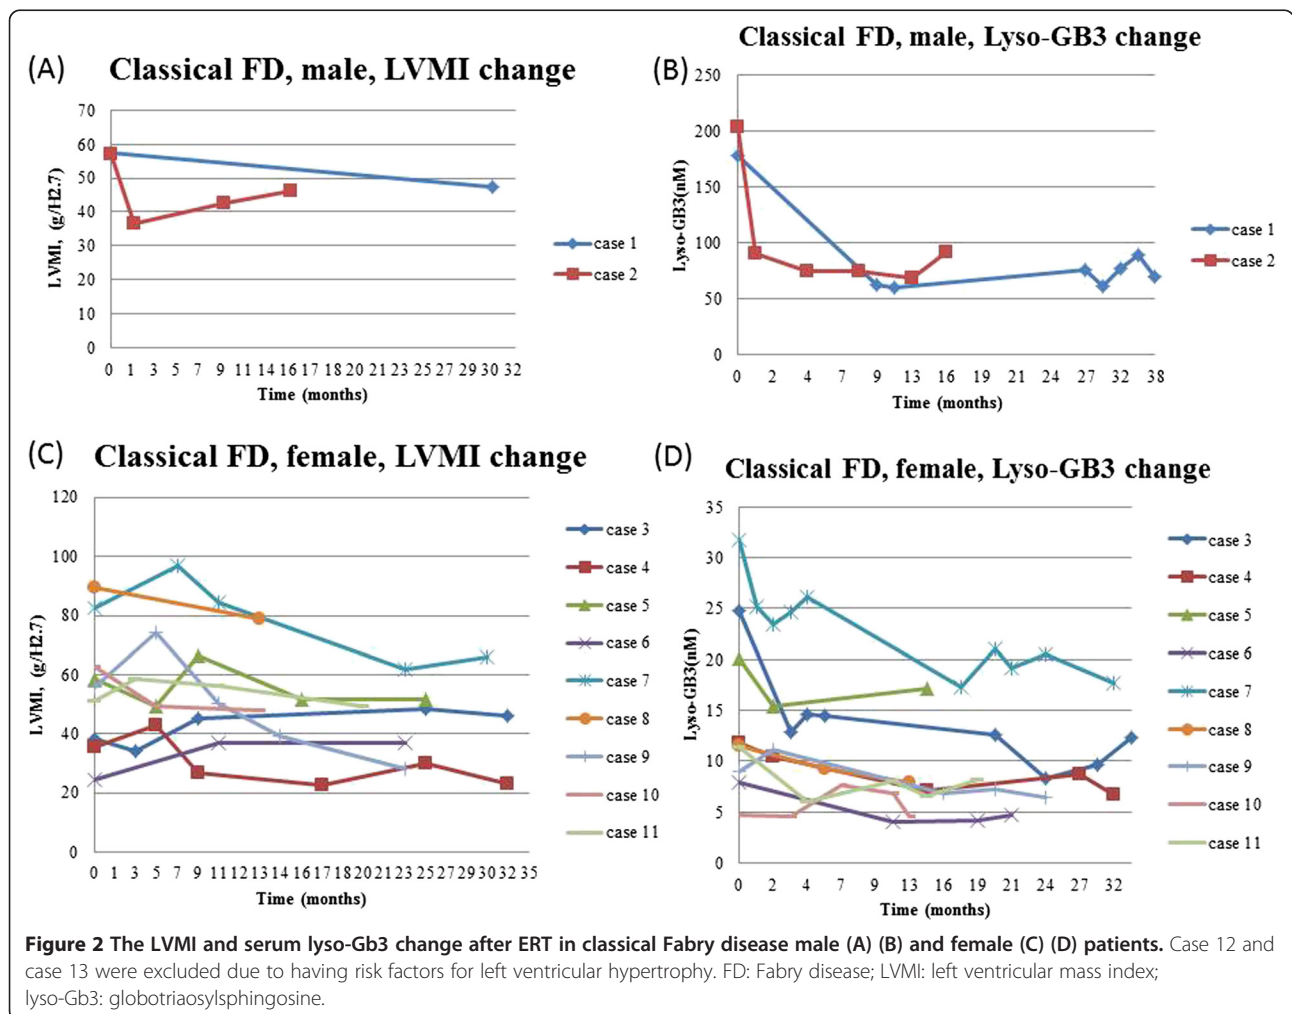 (A) Classical FD, male, LVMI change
70
60
50
40
30
20
10
0
LVMI, (g/H2.7)
0 1 3 5 7 9 11 14 16 18 20 21 23 25 27 30 32
Time (months)
case 1
case 2
(B) Classical FD, male, Lyso-GB3 change
250
200
150
100
50
0
Lyso-GB3(nM)
0 2 4 7 9 13 16 19 21 24 27 32 38
Time (months)
case 1
case 2
(C) Classical FD, female, LVMI change
120
100
80
60
40
20
0
LVMI, (g/H2.7)
0 1 3 5 7 9 11 13 14 16 17 18 20 21 23 25 27 30 32 35
Time (months)
case 3
case 4
case 5
case 6
case 7
case 8
case 9
case 10
case 11
(D) Classical FD, female, Lyso-GB3 change
35
30
25
20
15
10
5
0
Lyso-GB3(nM)
0 2 4 7 9 13 16 19 21 24 27 32
Time (months)
case 3
case 4
case 5
case 6
case 7
case 8
case 9
case 10
case 11
Figure 2 The LVMI and serum lyso-Gb3 change after ERT in classical Fabry disease male (A) (B) and female (C) (D) patients. Case 12 and
case 13 were excluded due to having risk factors for left ventricular hypertrophy. FD: Fabry disease; LVMI: left ventricular mass index;
lyso-Gb3: globotriaosylsphingosine.